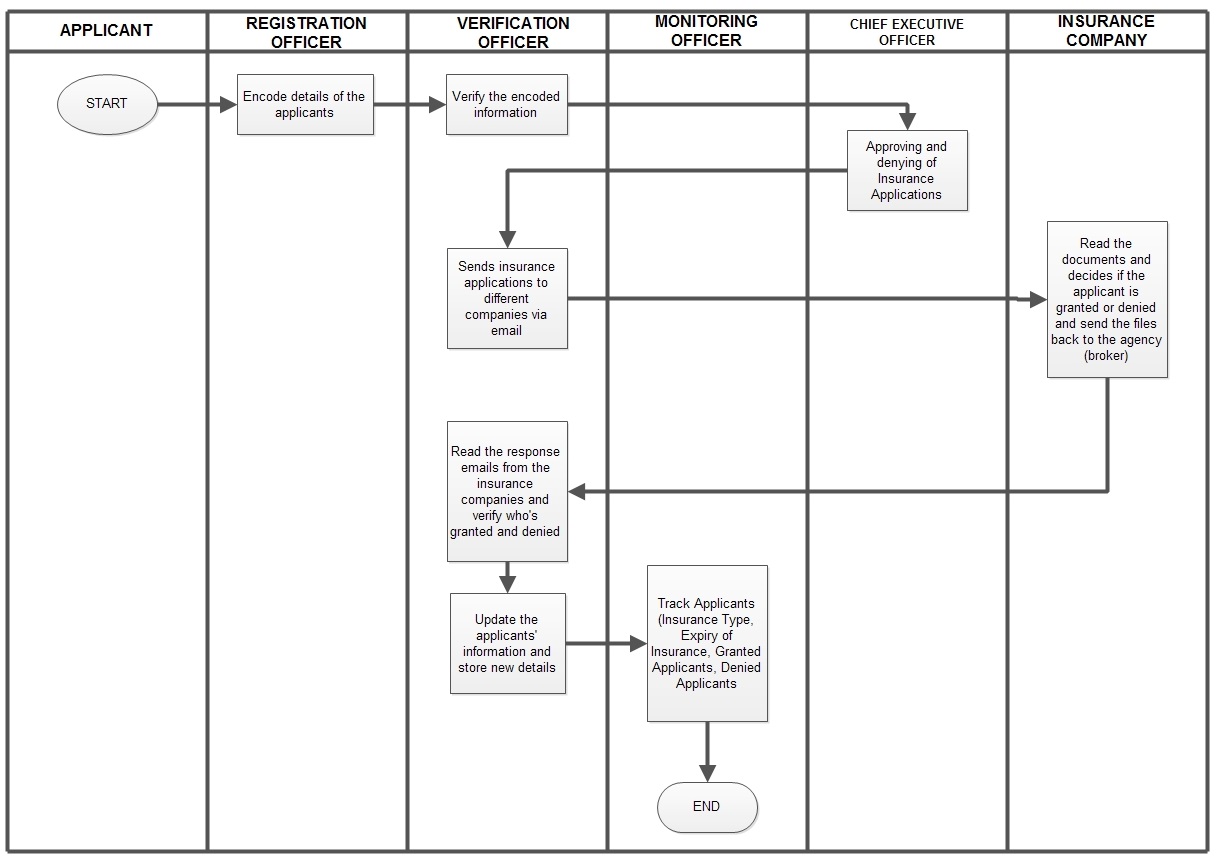 APPLICANT
REGISTRATION
OFFICER
VERIFICATION
OFFICER
MONITORING
OFFICER
CHIEF EXECUTIVE
OFFICER
INSURANCE
COMPANY
START
Encode details of the
applicants
Verify the encoded
information
Approving and
denying of
Insurance
Applications
Sends insurance
applications to
different
companies via
email
Read the
documents and
decides if the
applicant is
granted or denied
and send the files
back to the agency
(broker)
Read the response
emails from the
insurance
companies and
verify who's
granted and denied
Update the
applicants'
information and
store new details
Track Applicants
(Insurance Type,
Expiry of
Insurance, Granted
Applicants, Denied
Applicants
END